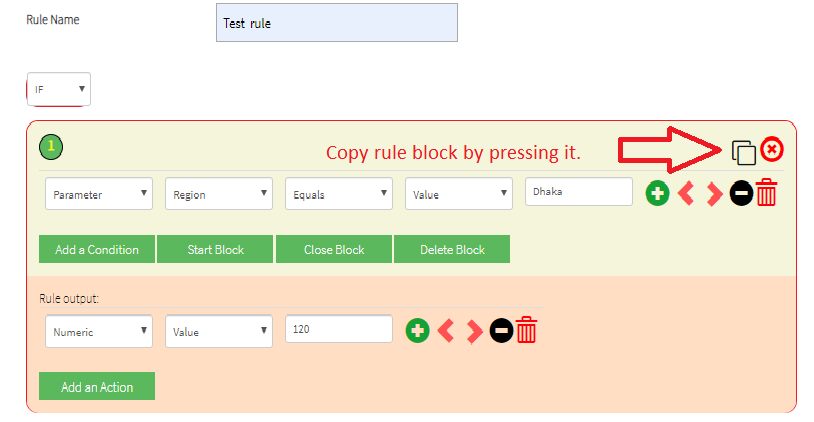 Rule Name
Test rule
IF
1
Copy rule block by pressing it.
Parameter Region Equals Value Dhaka
Add a Condition Start Block Close Block Delete Block
Rule output:
Numeric Value 120
Add an Action